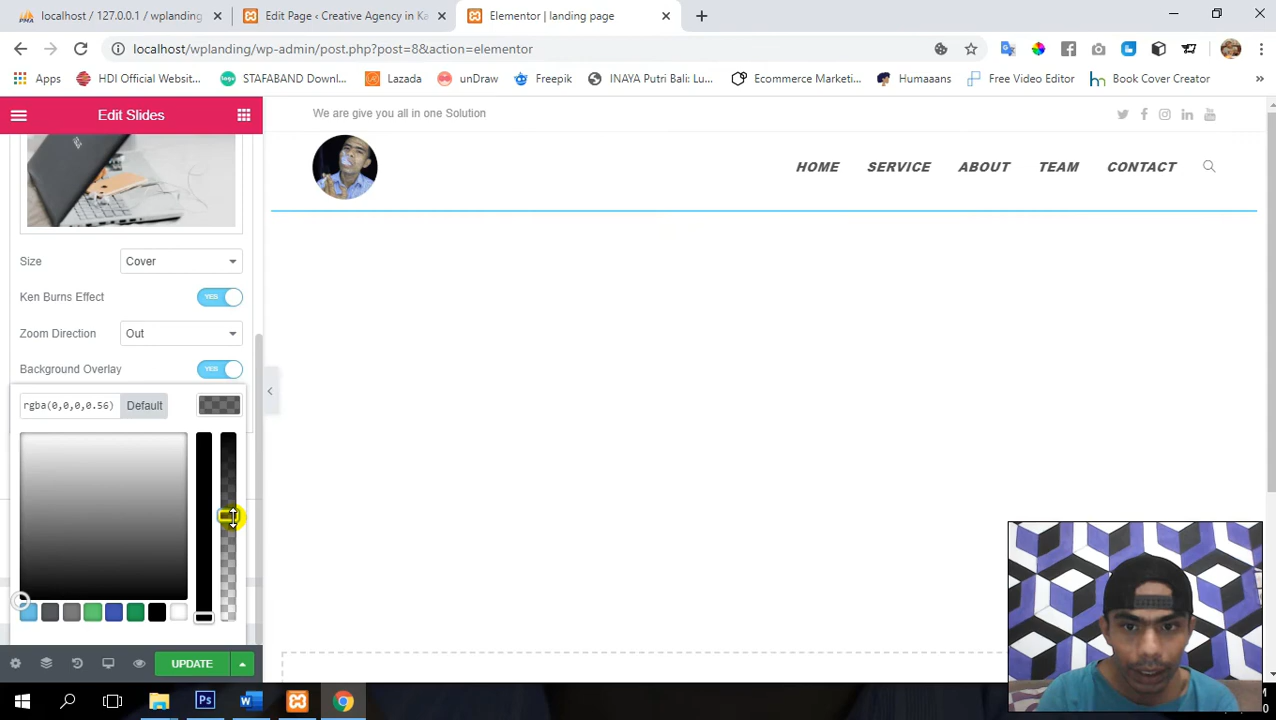 localhost / 127.0.0.1 / wplanding
Edit Page ‹ Creative Agency in Ka
Elementor | landing page
localhost/wplanding/wp-admin/post.php?post=8&action=elementor
Apps
HDI Official Websit...
STAFABAND Downl...
Lazada
unDraw
Freepik
INAYA Putri Bali: Lu...
Ecommerce Marketi...
Humaaans
Free Video Editor
Book Cover Creator
Edit Slides
We are give you all in one Solution
HOME
SERVICE
ABOUT
TEAM
CONTACT
Size
Cover
Ken Burns Effect
YES
Zoom Direction
Out
Background Overlay
YES
rgba(0,0,0,0.56)
Default
UPDATE